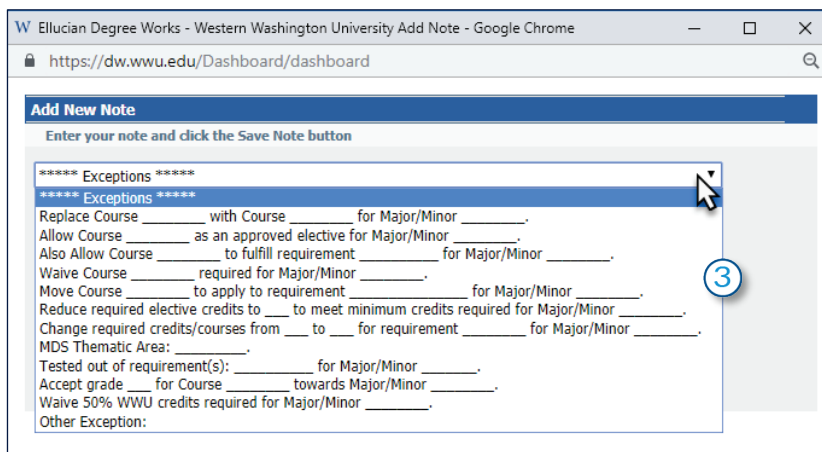 W Ellucian Degree Works - Western Washington University Add Note - Google Chrome
https://dw.wwu.edu/Dashboard/dashboard
Add New Note
Enter your note and click the Save Note button
***** Exceptions *****
***** Exceptions *****
Replace Course ________ with Course ________ for Major/Minor ________.
Allow Course ________ as an approved elective for Major/Minor ________.
Also Allow Course ________ to fulfill requirement __________ for Major/Minor ________.
Waive Course ________ required for Major/Minor ________.
Move Course ________ to apply to requirement _______________ for Major/Minor ________.
Reduce required elective credits to ___ to meet minimum credits required for Major/Minor ________.
Change required credits/courses from ___ to ___ for requirement ________ for Major/Minor ________.
MDS Thematic Area: _________.
Tested out of requirement(s): __________ for Major/Minor _______.
Accept grade ___ for Course ________ towards Major/Minor ________.
Waive 50% WWU credits required for Major/Minor ________.
Other Exception:
3